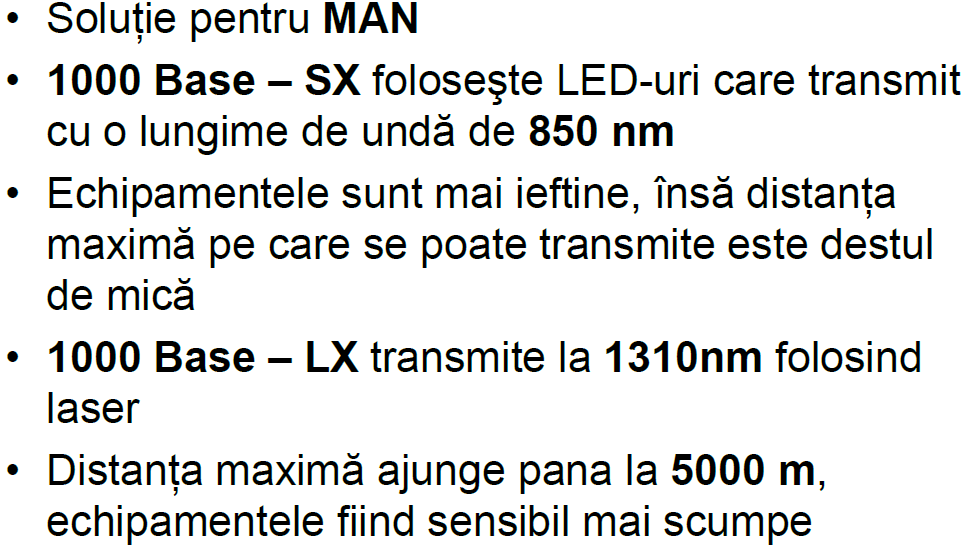 • Soluție pentru MAN
• 1000 Base – SX foloseşte LED-uri care transmit
cu o lungime de undă de 850 nm
• Echipamentele sunt mai ieftine, însă distanța
maximă pe care se poate transmite este destul
de mică
• 1000 Base – LX transmite la 1310nm folosind
laser
• Distanța maximă ajunge pana la 5000 m,
echipamentele fiind sensibil mai scumpe